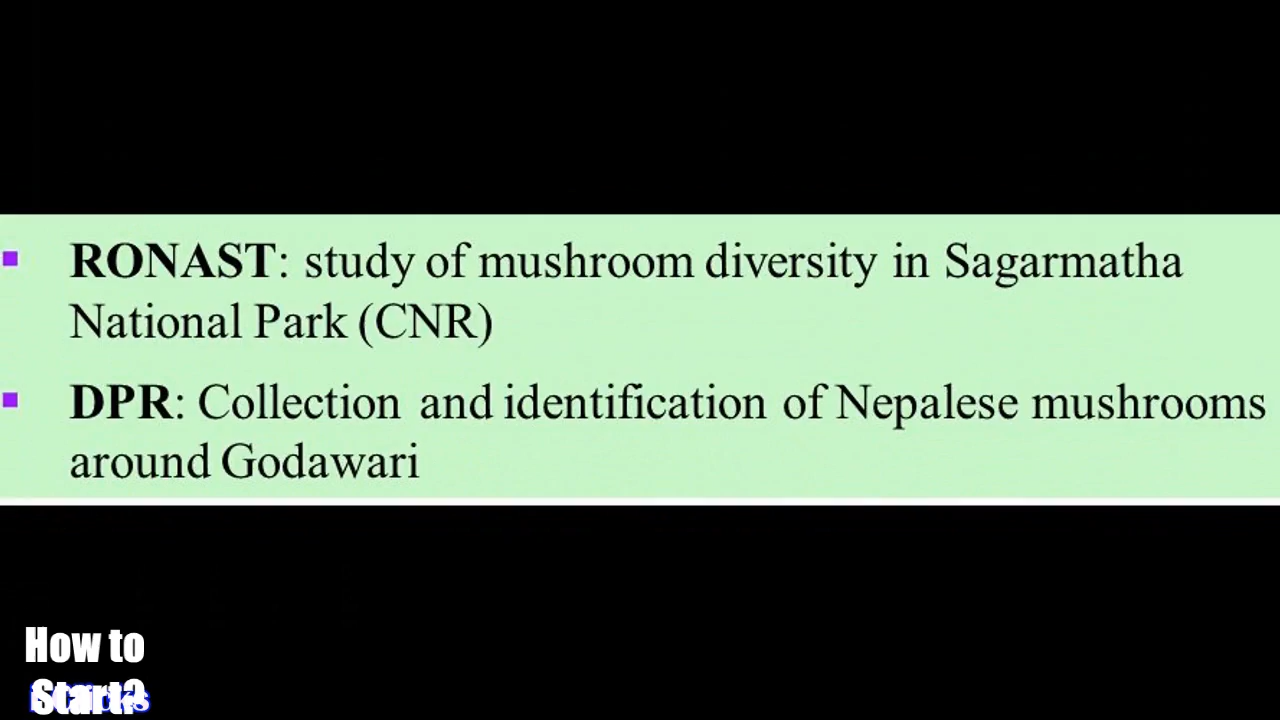 RONAST: study of mushroom diversity in Sagarmatha
National Park (CNR)
DPR: Collection and identification of Nepalese mushrooms
around Godawari
How to
Start?